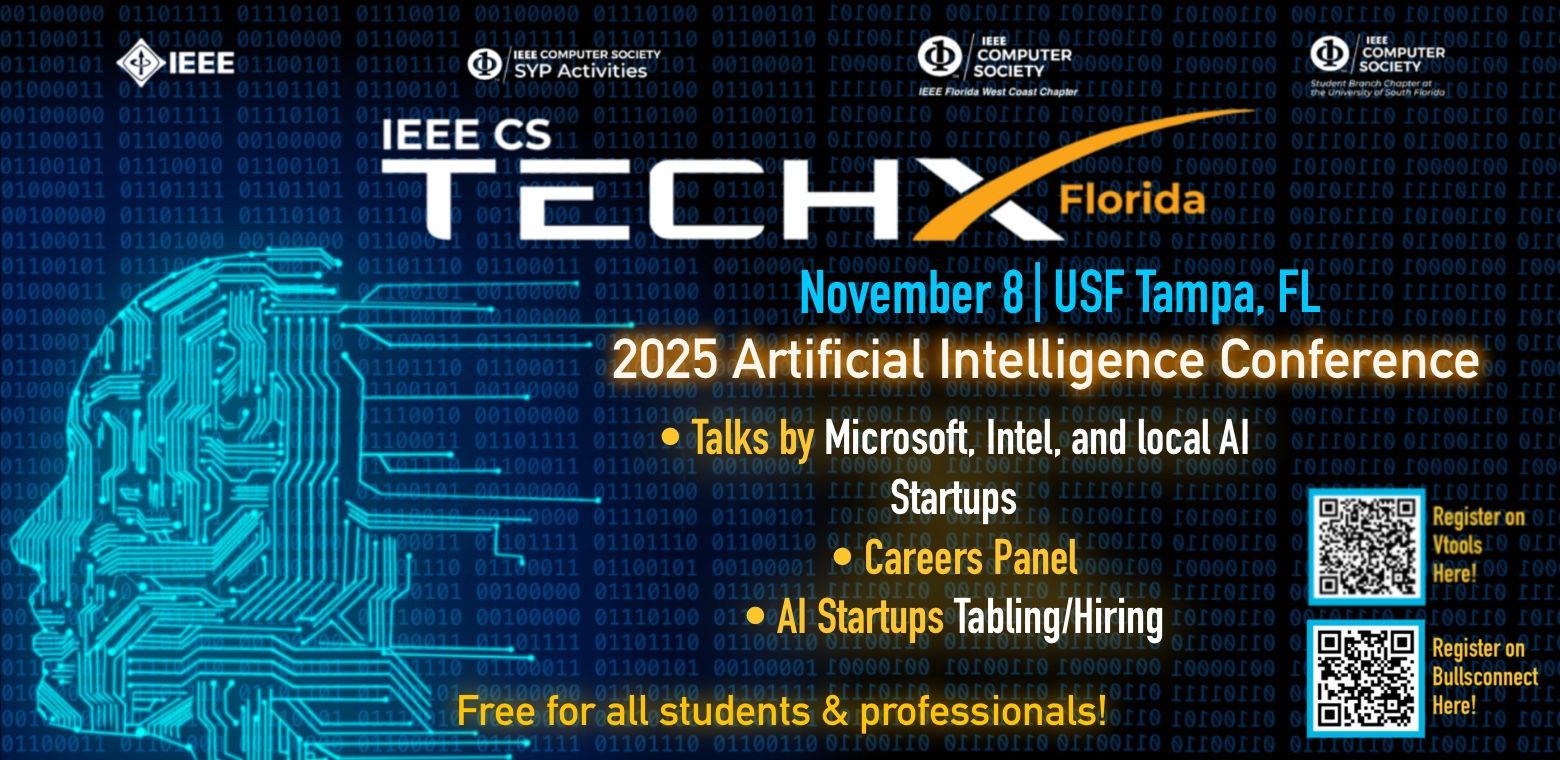 IEEE
IEEE COMPUTER SOCIETY
SYP Activities
IEEE
COMPUTER
SOCIETY
IEEE Florida West Coast Chapter
IEEE
COMPUTER
SOCIETY
Student Branch Chapter at
the University of South Florida
IEEE CS
TECHX
Florida
November 8| USF Tampa, FL
2025 Artificial Intelligence Conference
• Talks by Microsoft, Intel, and local AI
Startups
• Careers Panel
• AI Startups Tabling/Hiring
Register on
Vtools
Here!
Register on
Bullsconnect
Here!
Free for all students & professionals!